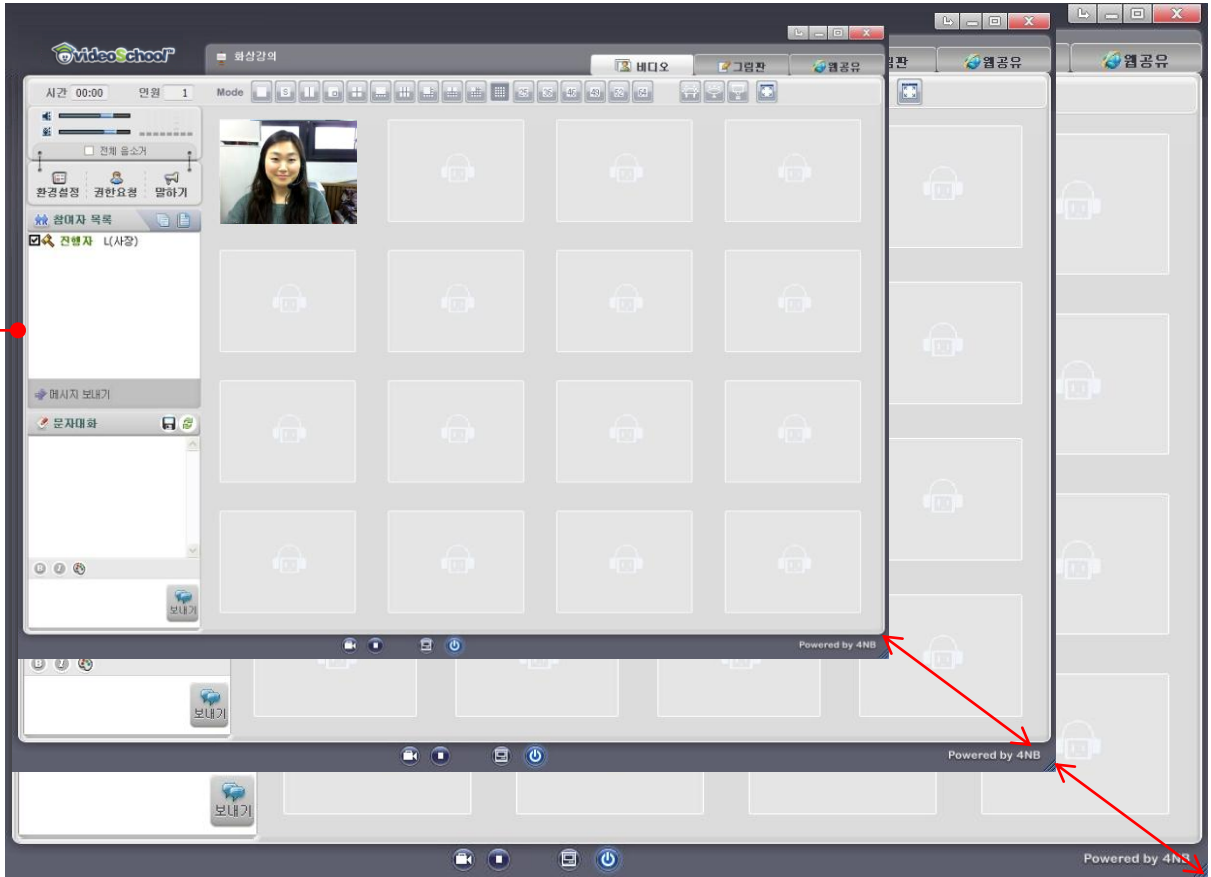 videoSchool
화상강의
비디오
그림판
웹공유
시간 00:00 인원 1
Mode
S
25
36
49
64
전체 음소거
환경설정 권한요청 말하기
참여자 목록
진행자 L(사장)
메시지 보내기
문자대화
보내기
Powered by 4NB
웹공유
보내기
Powered by 4NB
웹공유
보내기
Powered by 4NB